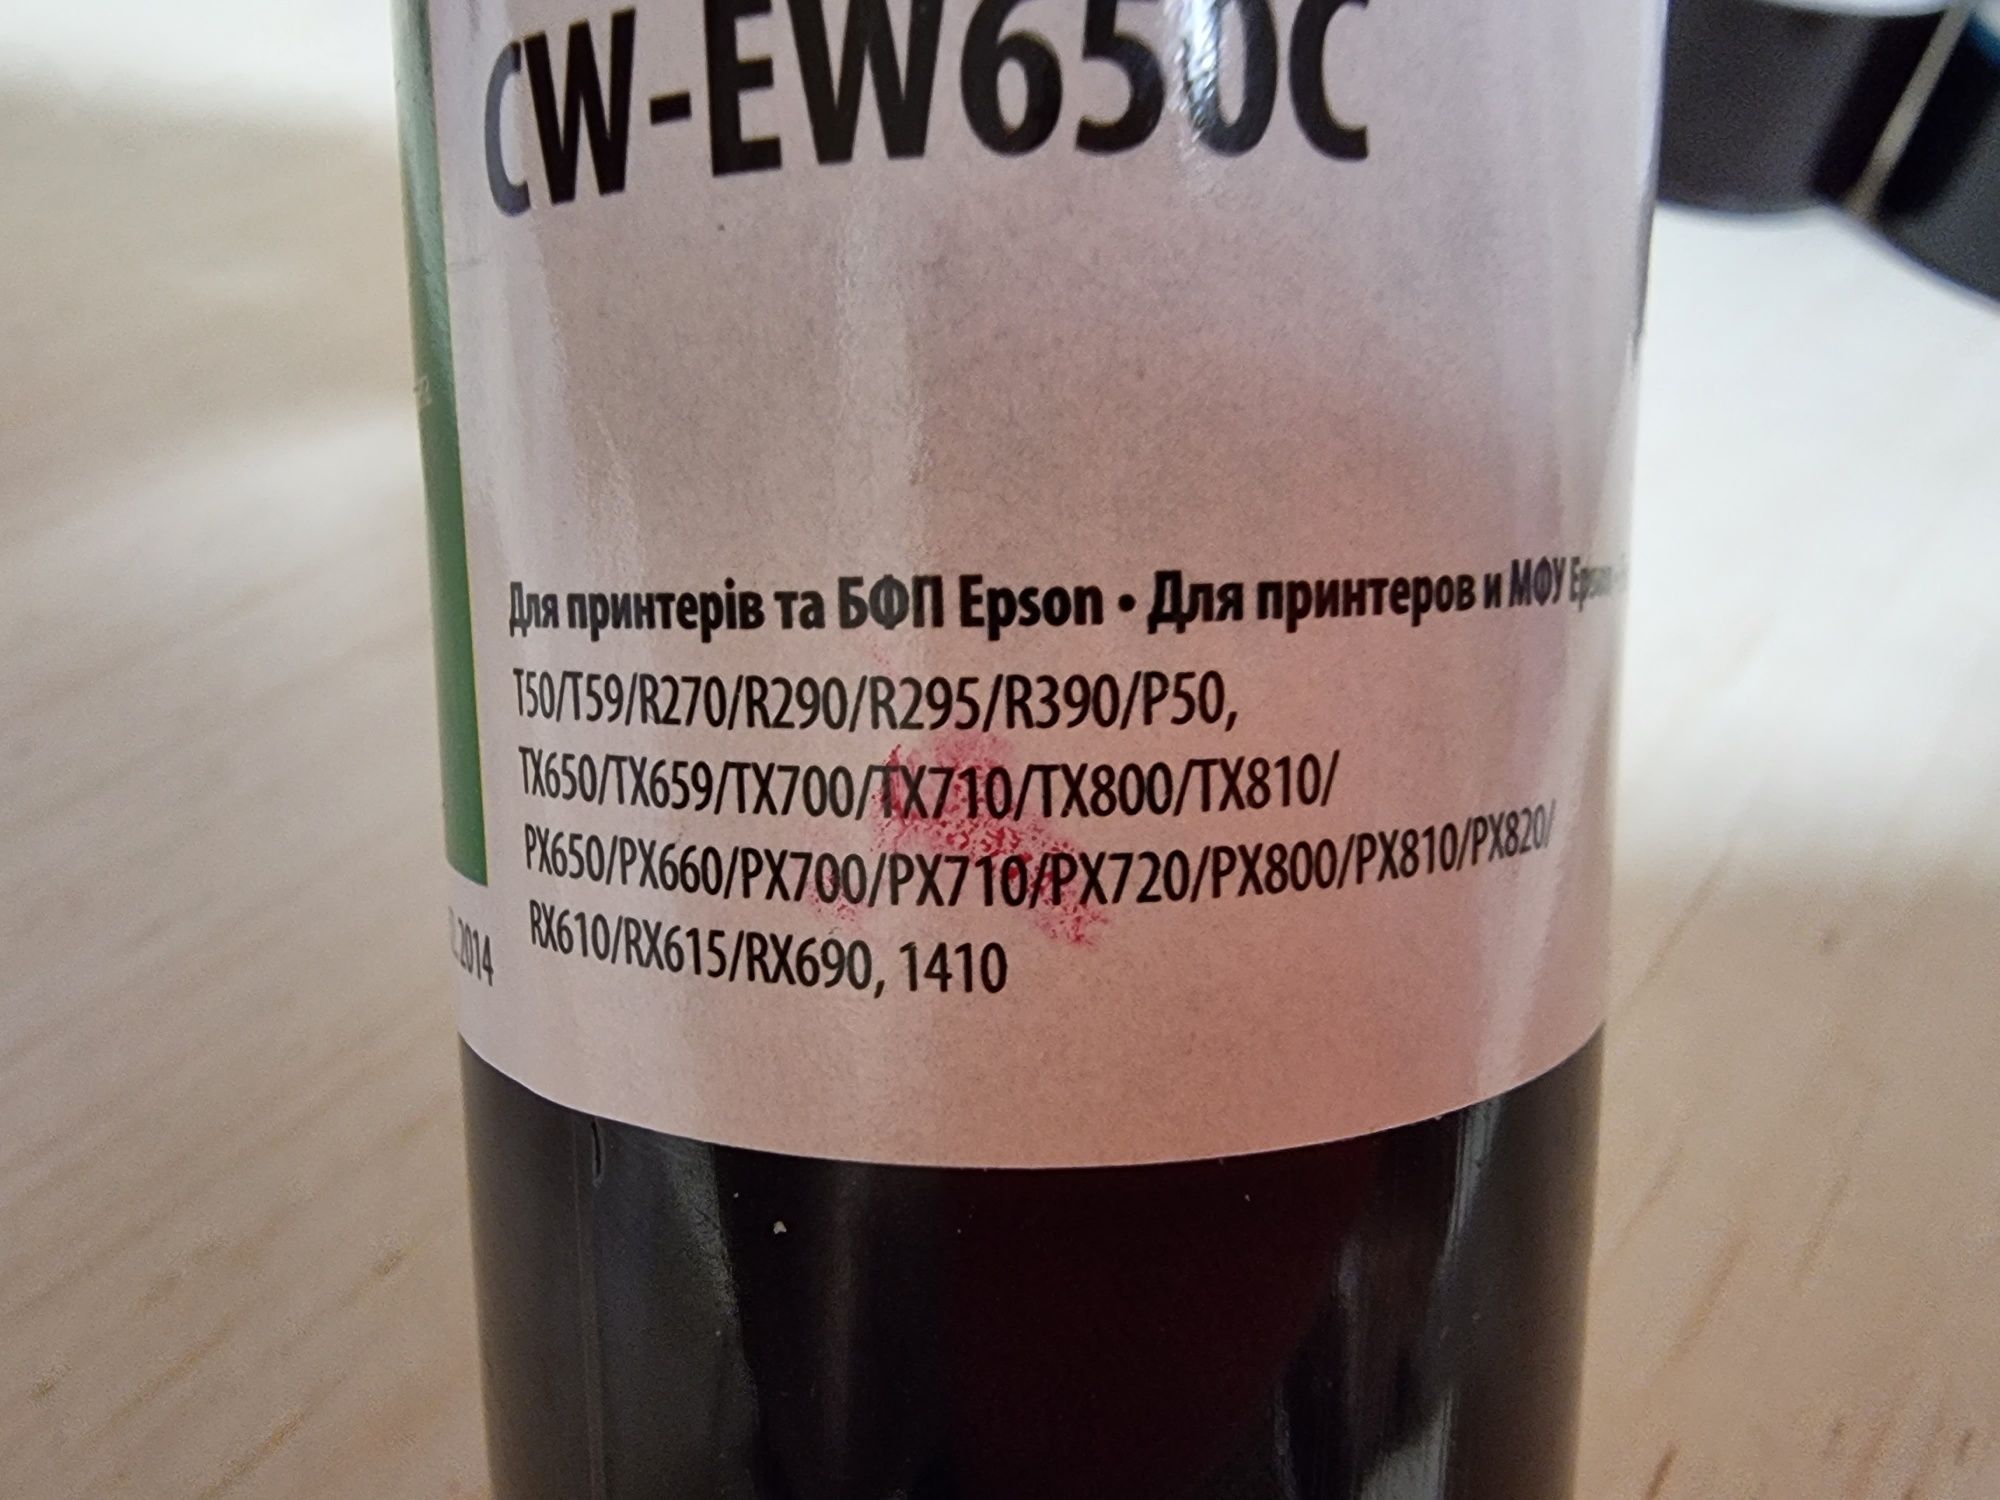 CW-EW650C
Для принтерів та БФП Epson • Для принтеров и МФУ Epson
T50/T59/R270/R290/R295/R390/P50,
TX650/TX659/TX700/TX710/TX800/TX810/
PX650/PX660/PX700/PX710/PX720/PX800/PX810/PX820/
RX610/RX615/RX690, 1410
2014